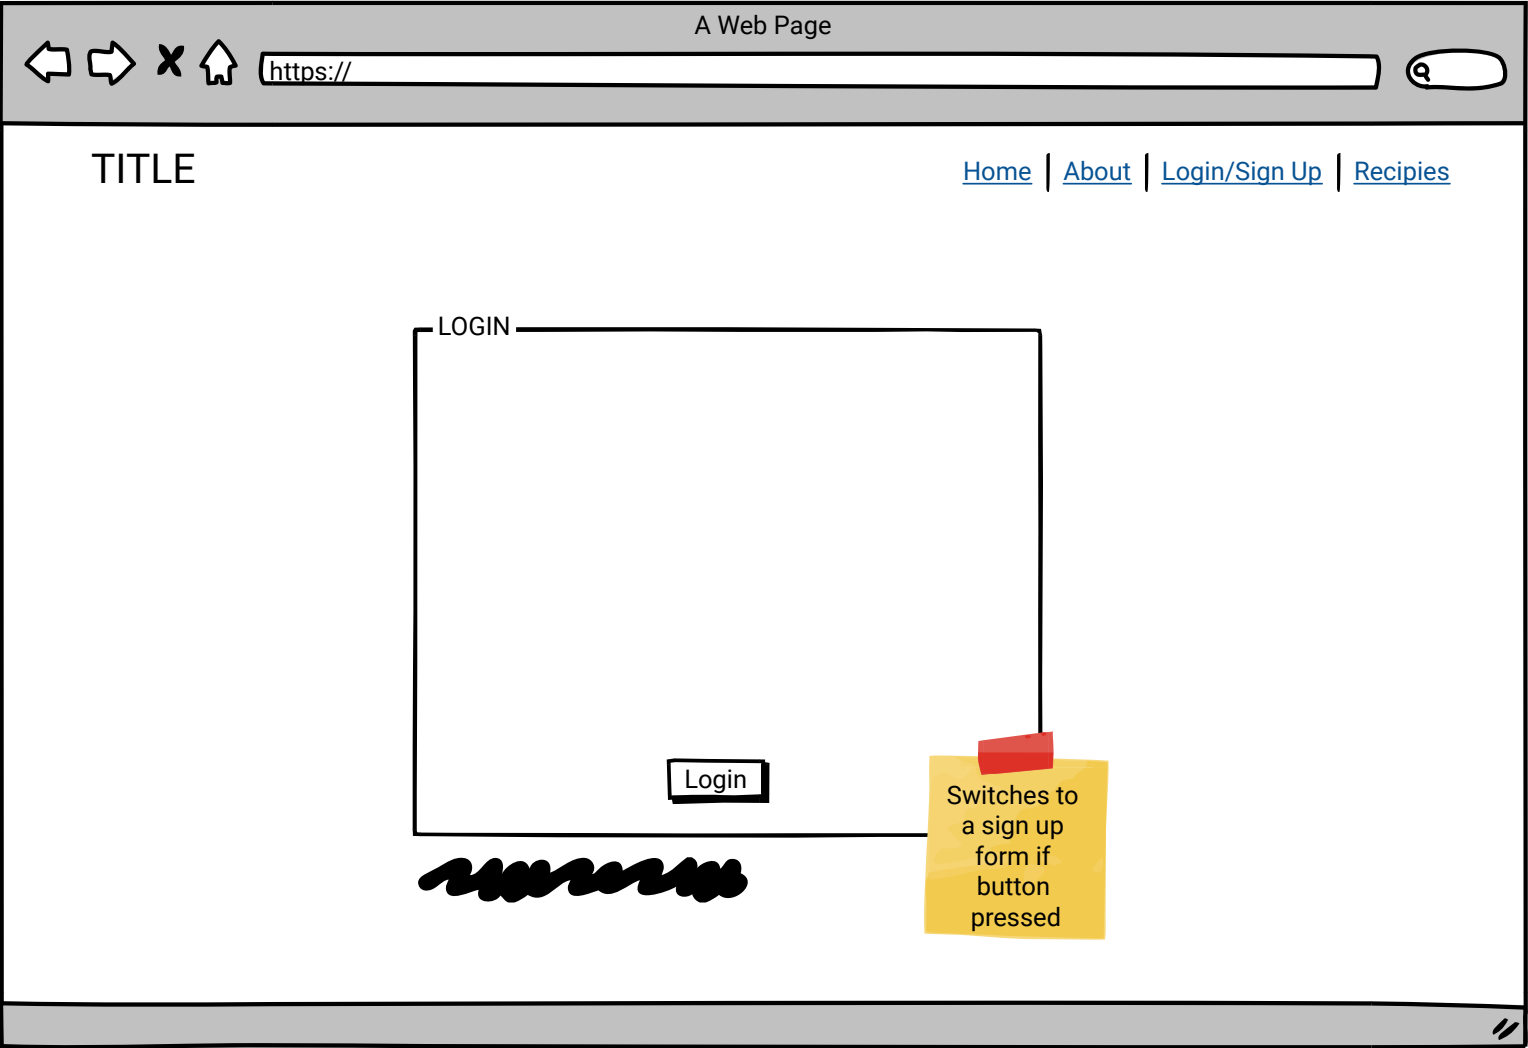 A Web Page
https://
TITLE
Home About Login/Sign Up Recipies
LOGIN
Login
Switches to
a sign up
form if
button
pressed